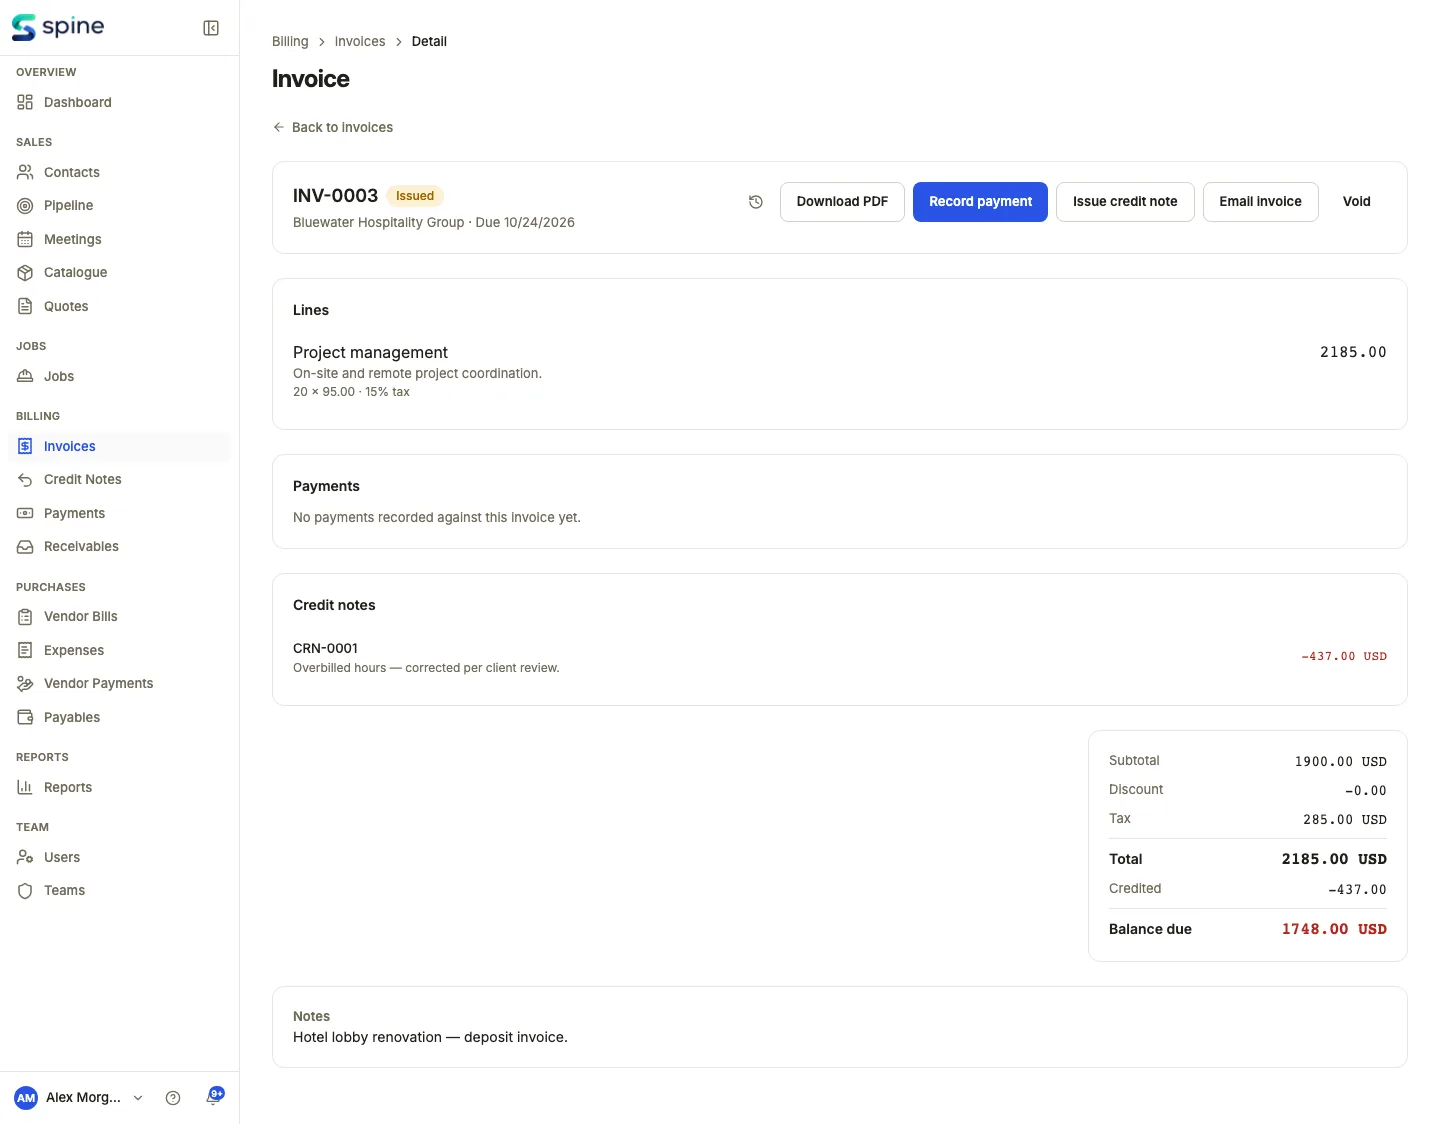 spine
OVERVIEW
Dashboard
SALES
Contacts
Pipeline
Meetings
Catalogue
Quotes
JOBS
Jobs
BILLING
Invoices
Credit Notes
Payments
Receivables
PURCHASES
Vendor Bills
Expenses
Vendor Payments
Payables
REPORTS
Reports
TEAM
Users
Teams
AM Alex Morg... 9+
Billing Invoices Detail
Invoice
Back to invoices
INV-0003 Issued
Bluewater Hospitality Group · Due 10/24/2026
Download PDF Record payment Issue credit note Email invoice Void
Lines
Project management 2185.00
On-site and remote project coordination.
20 × 95.00 · 15% tax
Payments
No payments recorded against this invoice yet.
Credit notes
CRN-0001
Overbilled hours — corrected per client review.
−437.00 USD
Subtotal 1900.00 USD
Discount −0.00
Tax 285.00 USD
Total 2185.00 USD
Credited −437.00
Balance due 1748.00 USD
Notes
Hotel lobby renovation — deposit invoice.